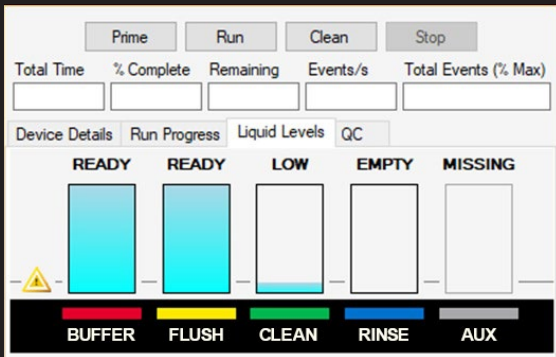 Prime Run Clean Stop
Total Time % Complete Remaining Events/s Total Events (% Max)
Device Details Run Progress Liquid Levels QC
READY READY LOW EMPTY MISSING
BUFFER FLUSH CLEAN RINSE AUX